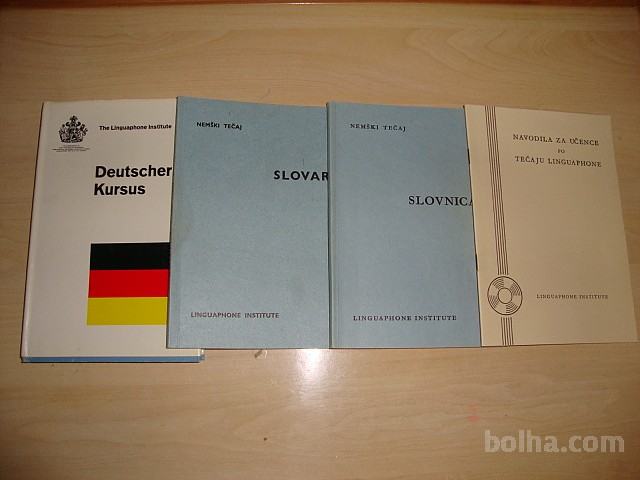 The Linguaphone Institute
Deutscher
Kursus
NEMŠKI TEČAJ
SLOVAR
LINGUAPHONE INSTITUTE
NEMŠKI TEČAJ
SLOVNICA
LINGUAPHONE INSTITUTE
NAVODILA ZA UČENCE
PO
TEČAJU LINGUAPHONE
LINGUAPHONE INSTITUTE
bolha.com